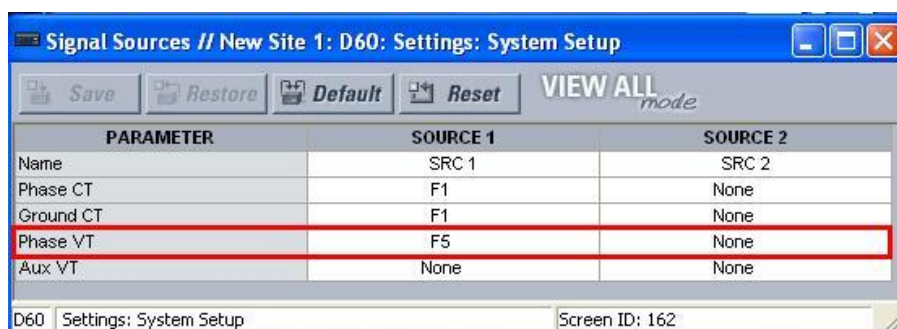 Signal Sources // New Site 1: D60: Settings: System Setup
Save Restore Default Reset VIEW ALL mode
PARAMETER SOURCE 1 SOURCE 2
Name SRC 1 SRC 2
Phase CT F1 None
Ground CT F1 None
Phase VT F5 None
Aux VT None None
D60 Settings: System Setup Screen ID: 162